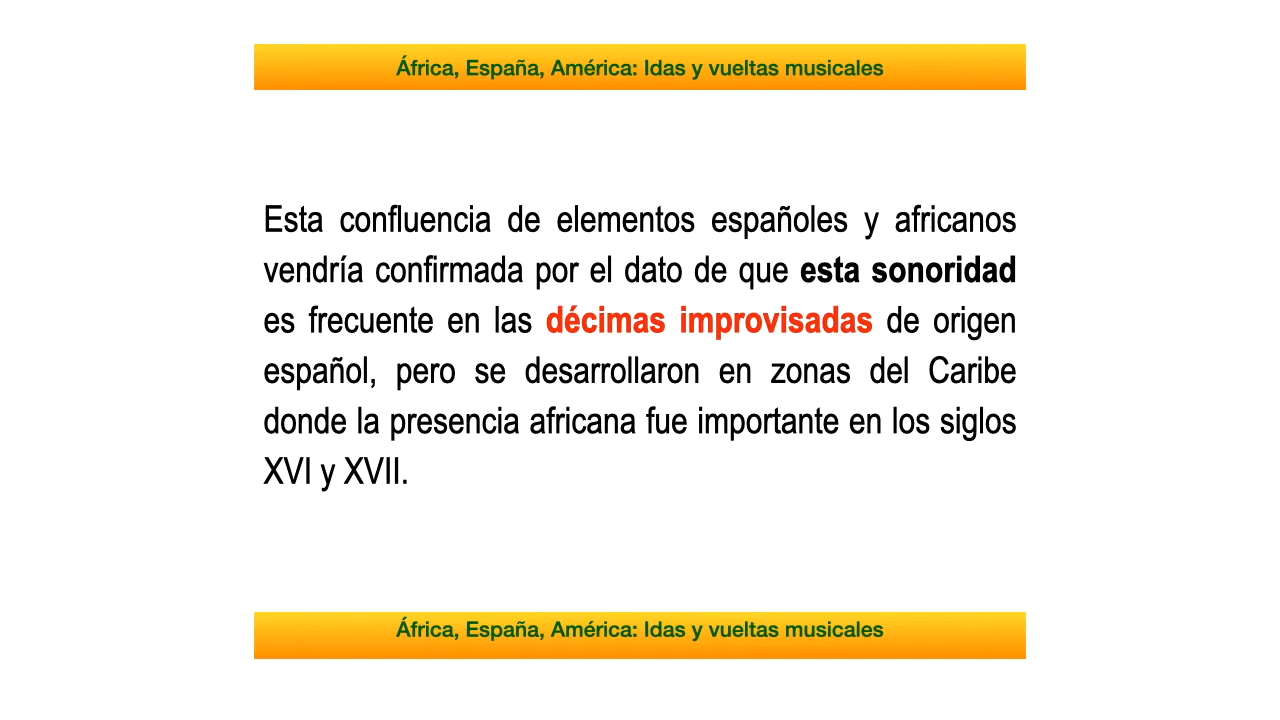 África, España, América: Idas y vueltas musicales
Esta confluencia de elementos españoles y africanos
vendría confirmada por el dato de que esta sonoridad
es frecuente en las décimas improvisadas de origen
español, pero se desarrollaron en zonas del Caribe
donde la presencia africana fue importante en los siglos
XVI y XVII.
África, España, América: Idas y vueltas musicales